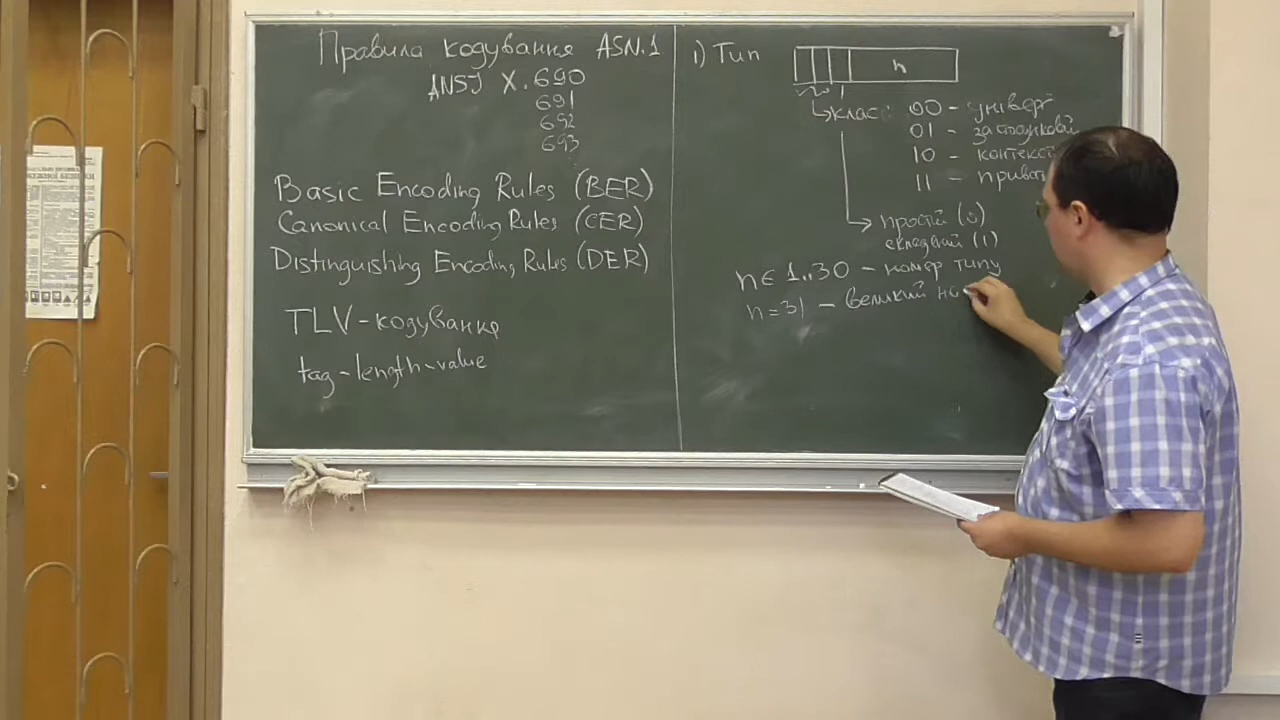 Правила кодування ASN.1
ANSI X.690
691
692
693
Basic Encoding Rules (BER)
Canonical Encoding Rules (CER)
Distinguishing Encoding Rules (DER)
TLV-кодування
tag-length-value
1) Тип
n
клас: 00 - універ
01 -
10 - контекст
11 - приват
простий (0)
складний (1)
n ∈ 1..30 - номер типу
n = 31 - великий но